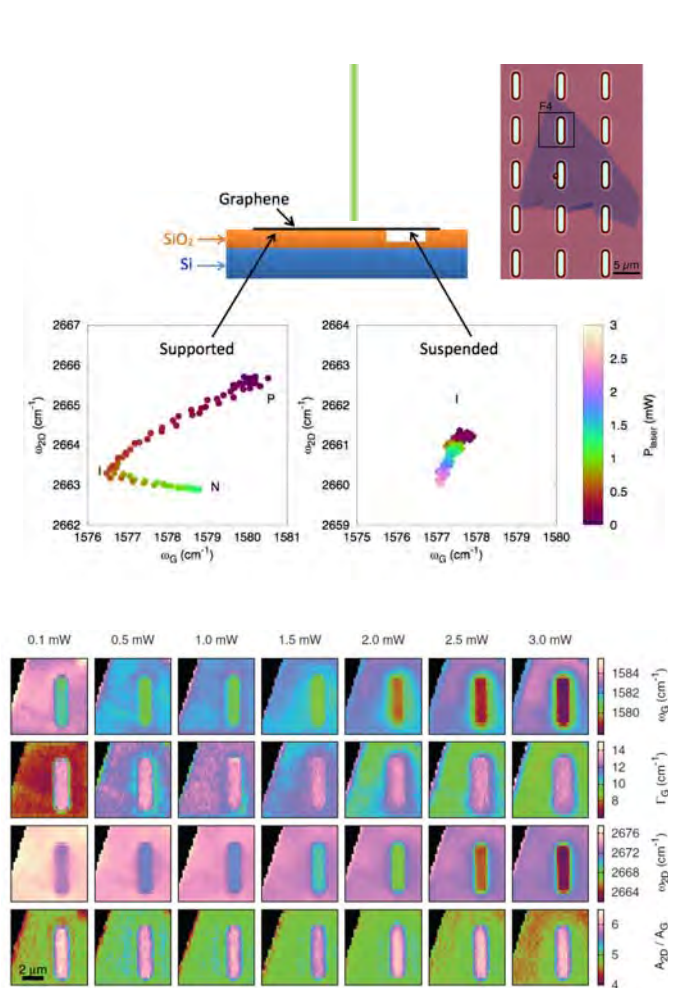 F4
5 µm
Graphene
SiO₂
Si
Supported
Suspended
2667
2666
2665
2664
2663
2662
ω2D (cm⁻¹)
P
I
N
1576 1577 1578 1579 1580 1581
ωG (cm⁻¹)
2664
2663
2662
2661
2660
2659
ω2D (cm⁻¹)
I
1575 1576 1577 1578 1579 1580
ωG (cm⁻¹)
3
2.5
2
1.5
1
0.5
0
Plaser (mW)
0.1 mW 0.5 mW 1.0 mW 1.5 mW 2.0 mW 2.5 mW 3.0 mW
1584
1582
1580
ωG (cm⁻¹)
14
12
10
8
ΓG (cm⁻¹)
2676
2672
2668
2664
ω2D (cm⁻¹)
2 µm
6
5
4
A2D / AG